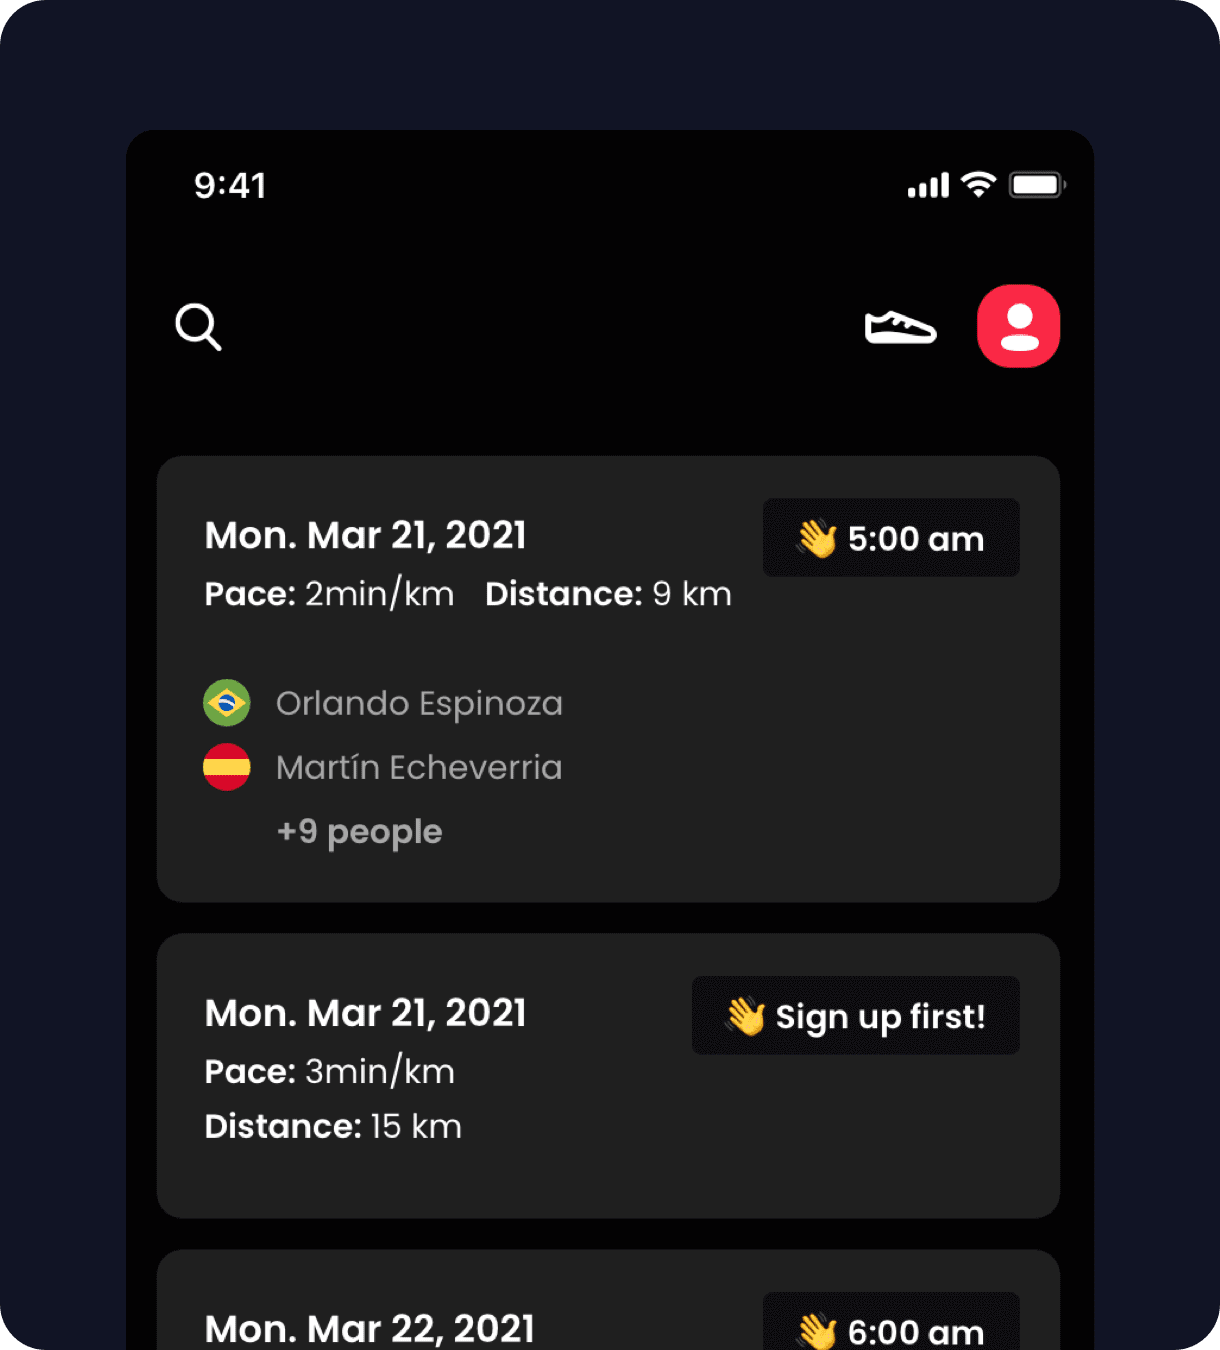 9:41
Mon. Mar 21, 2021
👋 5:00 am
Pace: 2min/km Distance: 9 km
Orlando Espinoza
Martín Echeverria
+9 people
Mon. Mar 21, 2021
👋 Sign up first!
Pace: 3min/km
Distance: 15 km
Mon. Mar 22, 2021
👋 6:00 am